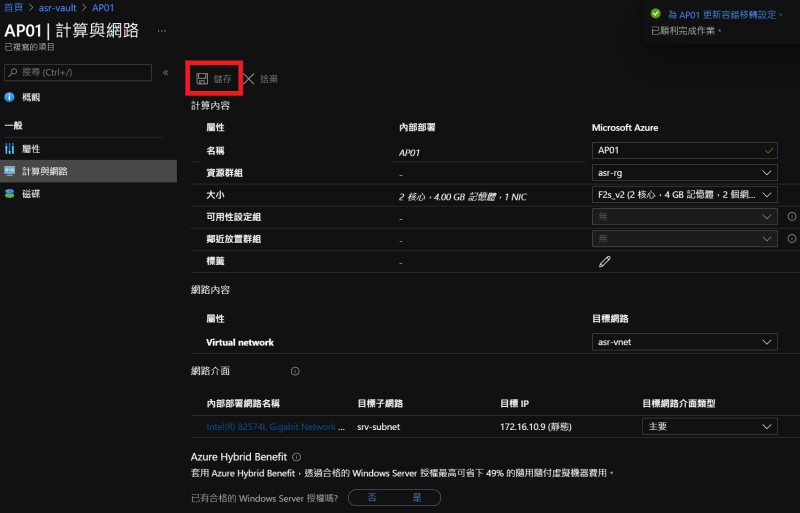 首頁 > asr-vault > AP01
AP01 | 計算與網路 ...
已複寫的項目
為 AP01 更新容錯移轉設定。
已順利完成作業。
搜尋 (Ctrl+/) «
概觀
一般
屬性
計算與網路
磁碟
儲存 捨棄
計算內容
屬性 內部部署 Microsoft Azure
名稱 AP01 AP01
資源群組 - asr-rg
大小 2 核心，4.00 GB 記憶體，1 NIC F2s_v2 (2 核心，4 GB 記憶體，2 個網...
可用性設定組 - 無
鄰近放置群組 - 無
標籤 -
網路內容
屬性 目標網路
Virtual network asr-vnet
網路介面
內部部署網路名稱 目標子網路 目標 IP 目標網路介面類型
Intel(R) 82574L Gigabit Network ... srv-subnet 172.16.10.9 (靜態) 主要
Azure Hybrid Benefit
套用 Azure Hybrid Benefit，透過合格的 Windows Server 授權最高可省下 49% 的隨用隨付虛擬機器費用。
已有合格的 Windows Server 授權嗎? 否 是